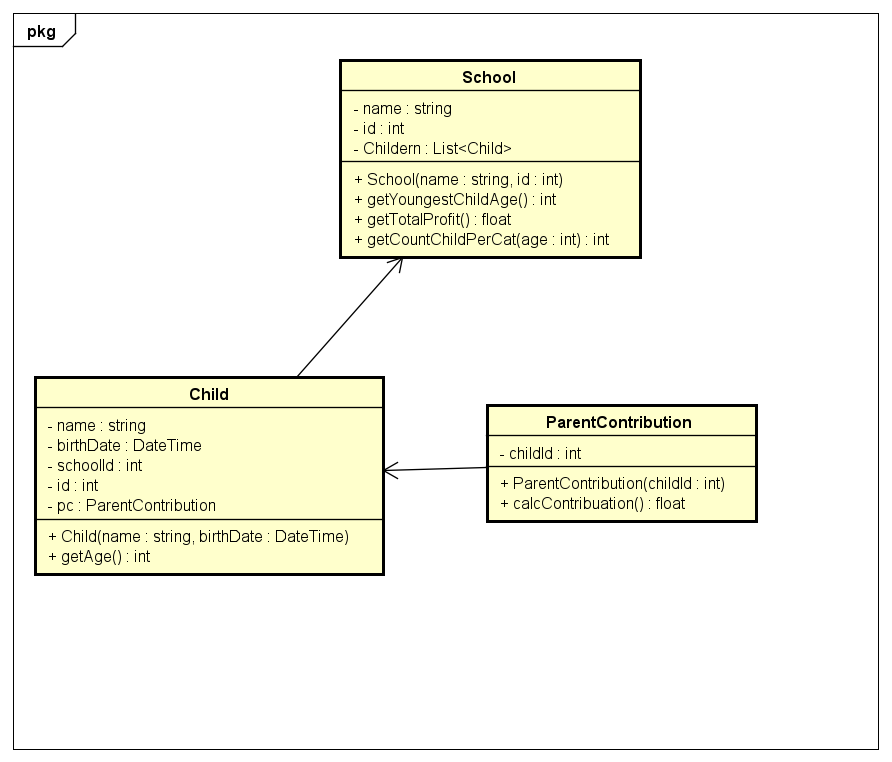 pkg
School
- name : string
- id : int
- Childern : List<Child>
+ School(name : string, id : int)
+ getYoungestChildAge() : int
+ getTotalProfit() : float
+ getCountChildPerCat(age : int) : int
Child
- name : string
- birthDate : DateTime
- schoolId : int
- id : int
- pc : ParentContribution
+ Child(name : string, birthDate : DateTime)
+ getAge() : int
ParentContribution
- childId : int
+ ParentContribution(childId : int)
+ calcContribuation() : float